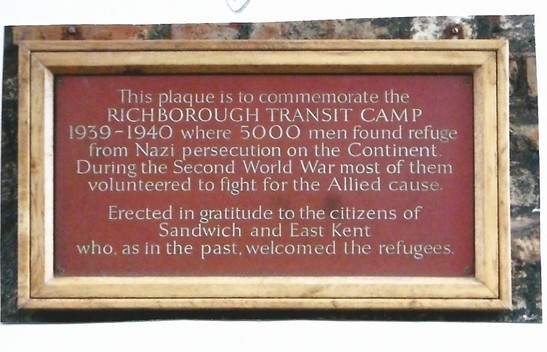 This plaque is to commemorate the
RICHBOROUGH TRANSIT CAMP
1939-1940 where 5000 men found refuge
from Nazi persecution on the Continent.
During the Second World War most of them
volunteered to fight for the Allied cause.
Erected in gratitude to the citizens of
Sandwich and East Kent
who, as in the past, welcomed the refugees.